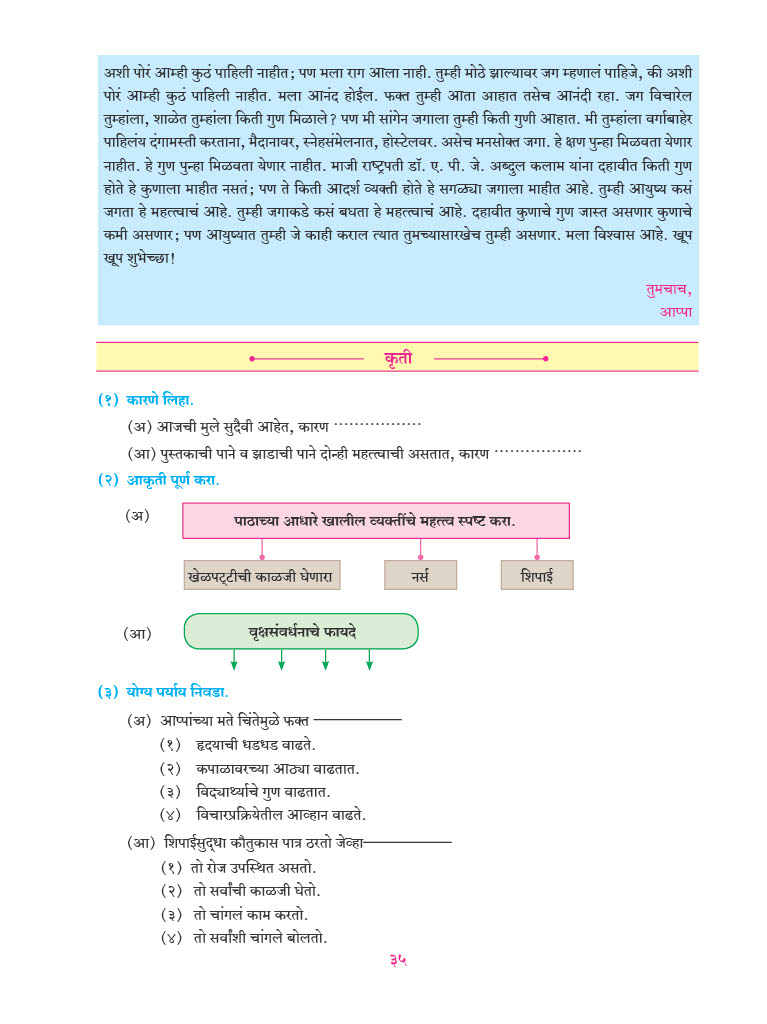 अशी पोरं आम्ही कुठं पाहिली नाहीत; पण मला राग आला नाही. तुम्ही मोठे झाल्यावर जग म्हणालं पाहिजे, की अशी
पोरं आम्ही कुठं पाहिली नाहीत. मला आनंद होईल. फक्त तुम्ही आता आहात तसेच आनंदी रहा. जग विचारेल
तुम्हांला, शाळेत तुम्हांला किती गुण मिळाले? पण मी सांगेन जगाला तुम्ही किती गुणी आहात. मी तुम्हांला वर्गाबाहेर
पाहिलंय दंगामस्ती करताना, मैदानावर, स्नेहसंमेलनात, होस्टेलवर. असेच मनसोक्त जगा. हे क्षण पुन्हा मिळवता येणार
नाहीत. हे गुण पुन्हा मिळवता येणार नाहीत. माजी राष्ट्रपती डॉ. ए. पी. जे. अब्दुल कलाम यांना दहावीत किती गुण
होते हे कुणाला माहीत नसतं; पण ते किती आदर्श व्यक्ती होते हे सगळ्या जगाला माहीत आहे. तुम्ही आयुष्य कसं
जगता हे महत्त्वाचं आहे. तुम्ही जगाकडे कसं बघता हे महत्त्वाचं आहे. दहावीत कुणाचे गुण जास्त असणार कुणाचे
कमी असणार; पण आयुष्यात तुम्ही जे काही कराल त्यात तुमच्यासारखेच तुम्ही असणार. मला विश्वास आहे. खूप
खूप शुभेच्छा!
तुमचाच,
आप्पा
कृती
(१) कारणे लिहा.
(अ) आजची मुले सुदैवी आहेत, कारण ·················
(आ) पुस्तकाची पाने व झाडाची पाने दोन्ही महत्त्वाची असतात, कारण ·················
(२) आकृती पूर्ण करा.
(अ) पाठाच्या आधारे खालील व्यक्तींचे महत्त्व स्पष्ट करा.
खेळपट्टीची काळजी घेणारा नर्स शिपाई
(आ) वृक्षसंवर्धनाचे फायदे
(३) योग्य पर्याय निवडा.
(अ) आप्पांच्या मते चिंतेमुळे फक्त ——————
(१) हृदयाची धडधड वाढते.
(२) कपाळावरच्या आठ्या वाढतात.
(३) विद्यार्थ्याचे गुण वाढतात.
(४) विचारप्रक्रियेतील आव्हान वाढते.
(आ) शिपाईसुद्धा कौतुकास पात्र ठरतो जेव्हा——————
(१) तो रोज उपस्थित असतो.
(२) तो सर्वांची काळजी घेतो.
(३) तो चांगलं काम करतो.
(४) तो सर्वांशी चांगले बोलतो.
३५